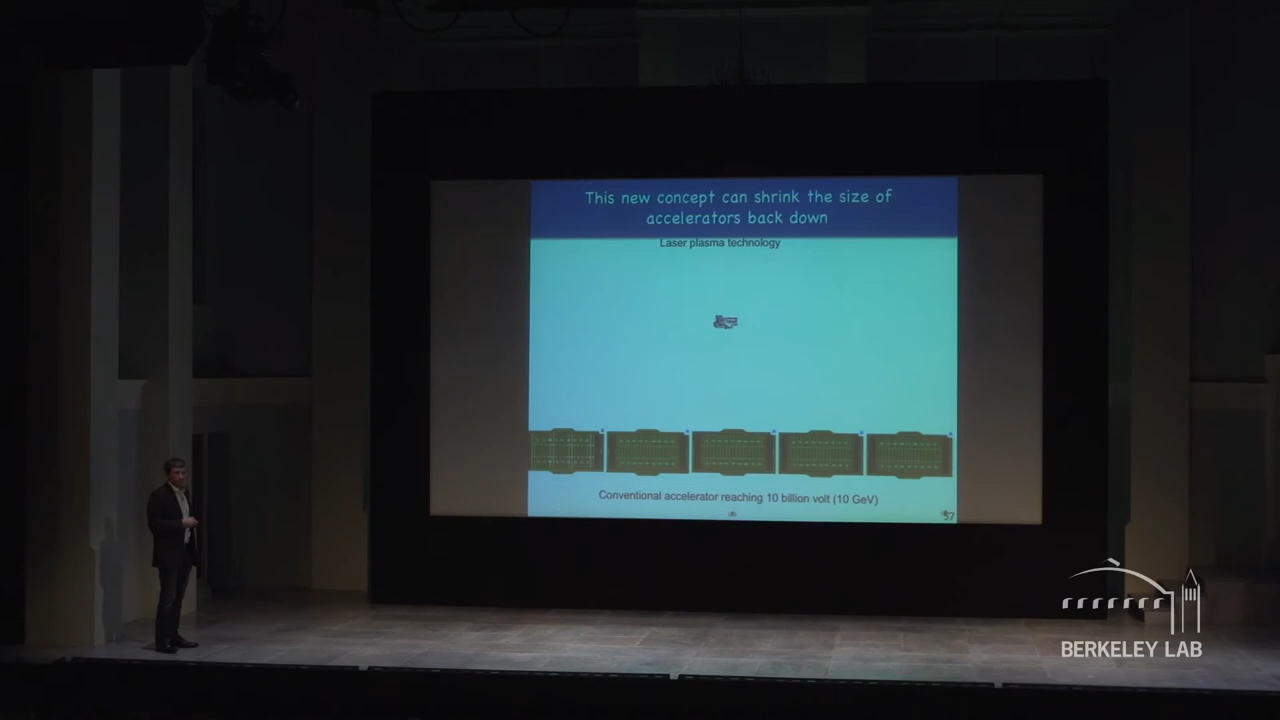 This new concept can shrink the size of
accelerators back down
Laser plasma technology
Conventional accelerator reaching 10 billion volt (10 GeV)
57
BERKELEY LAB